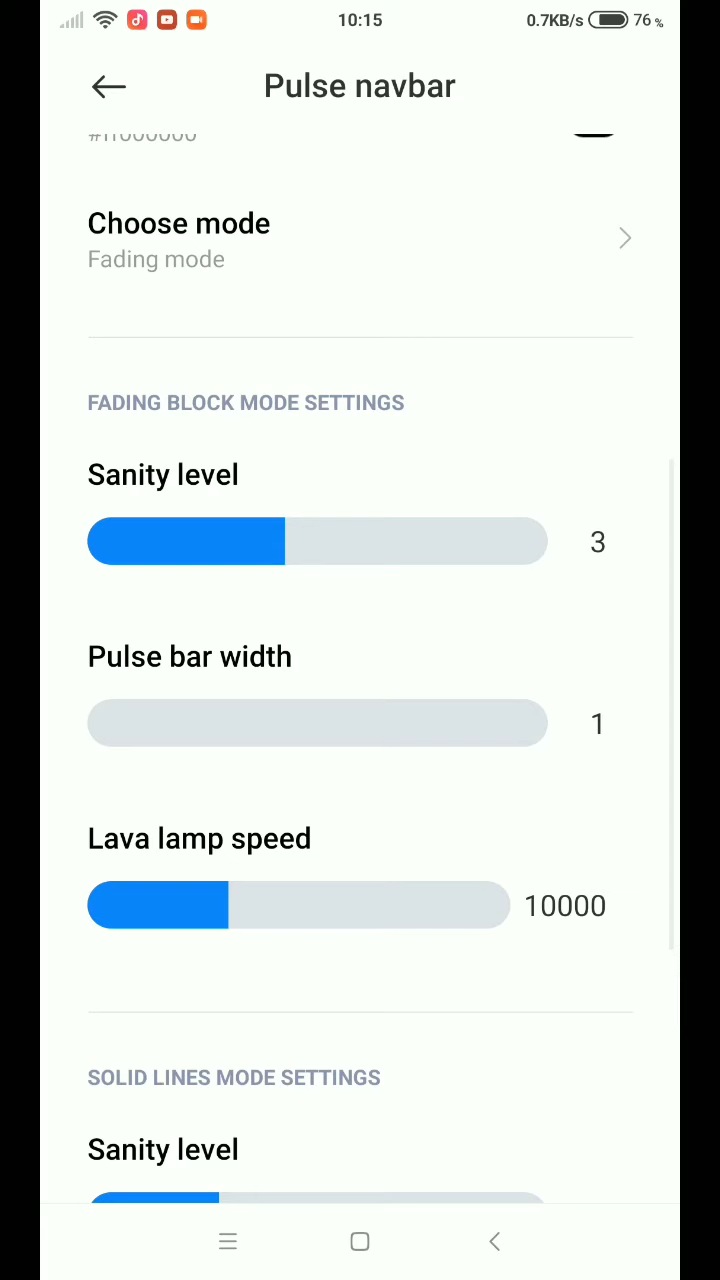 10:15
0.7KB/s
76 %
Pulse navbar
Choose mode
Fading mode
FADING BLOCK MODE SETTINGS
Sanity level
3
Pulse bar width
1
Lava lamp speed
10000
SOLID LINES MODE SETTINGS
Sanity level